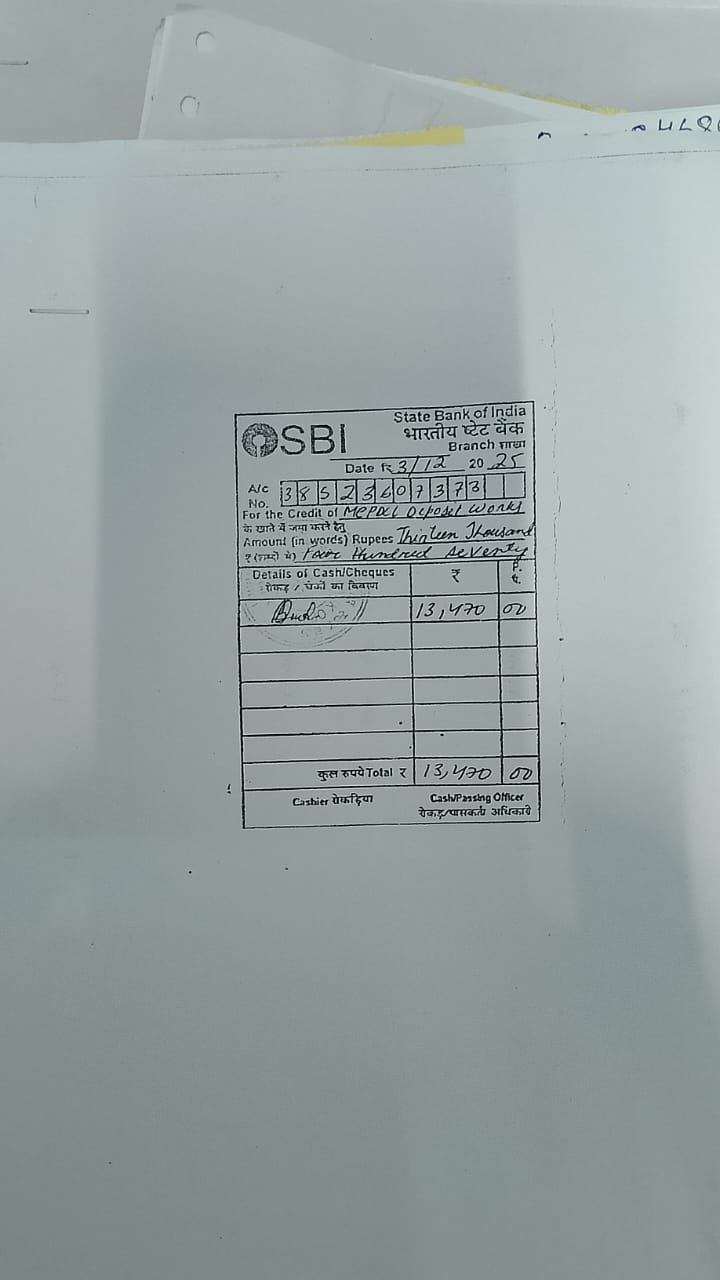 SBI
State Bank of India
भारतीय स्टेट बैंक
Branch शाखा
Date 3/12 2025
A/c No. 38523607373
For the Credit of MePDCL Deposit Works
के खाते में जमा करने हेतु
Amount (in words) Rupees Thirteen Thousand
₹ (शब्दों में) Four Hundred Seventy
Details of Cash/Cheques ₹ P.
रोकड़ / चेकों का विवरण पै.
13,470 00
कुल रुपये Total ₹ 13,470 00
Cashier रोकड़िया Cash/Passing Officer
रोकड़/पासकर्ता अधिकारी